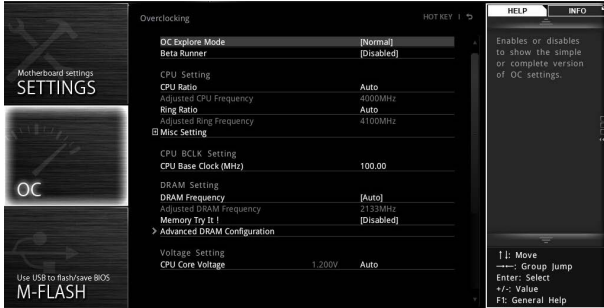 Motherboard settings
SETTINGS
OC
Use USB to flash/save BIOS
M-FLASH
Overclocking
HOT KEY
OC Explore Mode [Normal]
Beta Runner [Disabled]
CPU Setting
CPU Ratio Auto
Adjusted CPU Frequency 4000MHz
Ring Ratio Auto
Adjusted Ring Frequency 4100MHz
Misc Setting
CPU BCLK Setting
CPU Base Clock (MHz) 100.00
DRAM Setting
DRAM Frequency [Auto]
Adjusted DRAM Frequency 2133MHz
Memory Try It ! [Disabled]
Advanced DRAM Configuration
Voltage Setting
CPU Core Voltage 1.200V Auto
HELP INFO
Enables or disables
to show the simple
or complete version
of OC settings.
↑↓: Move
→←: Group Jump
Enter: Select
+/-: Value
F1: General Help